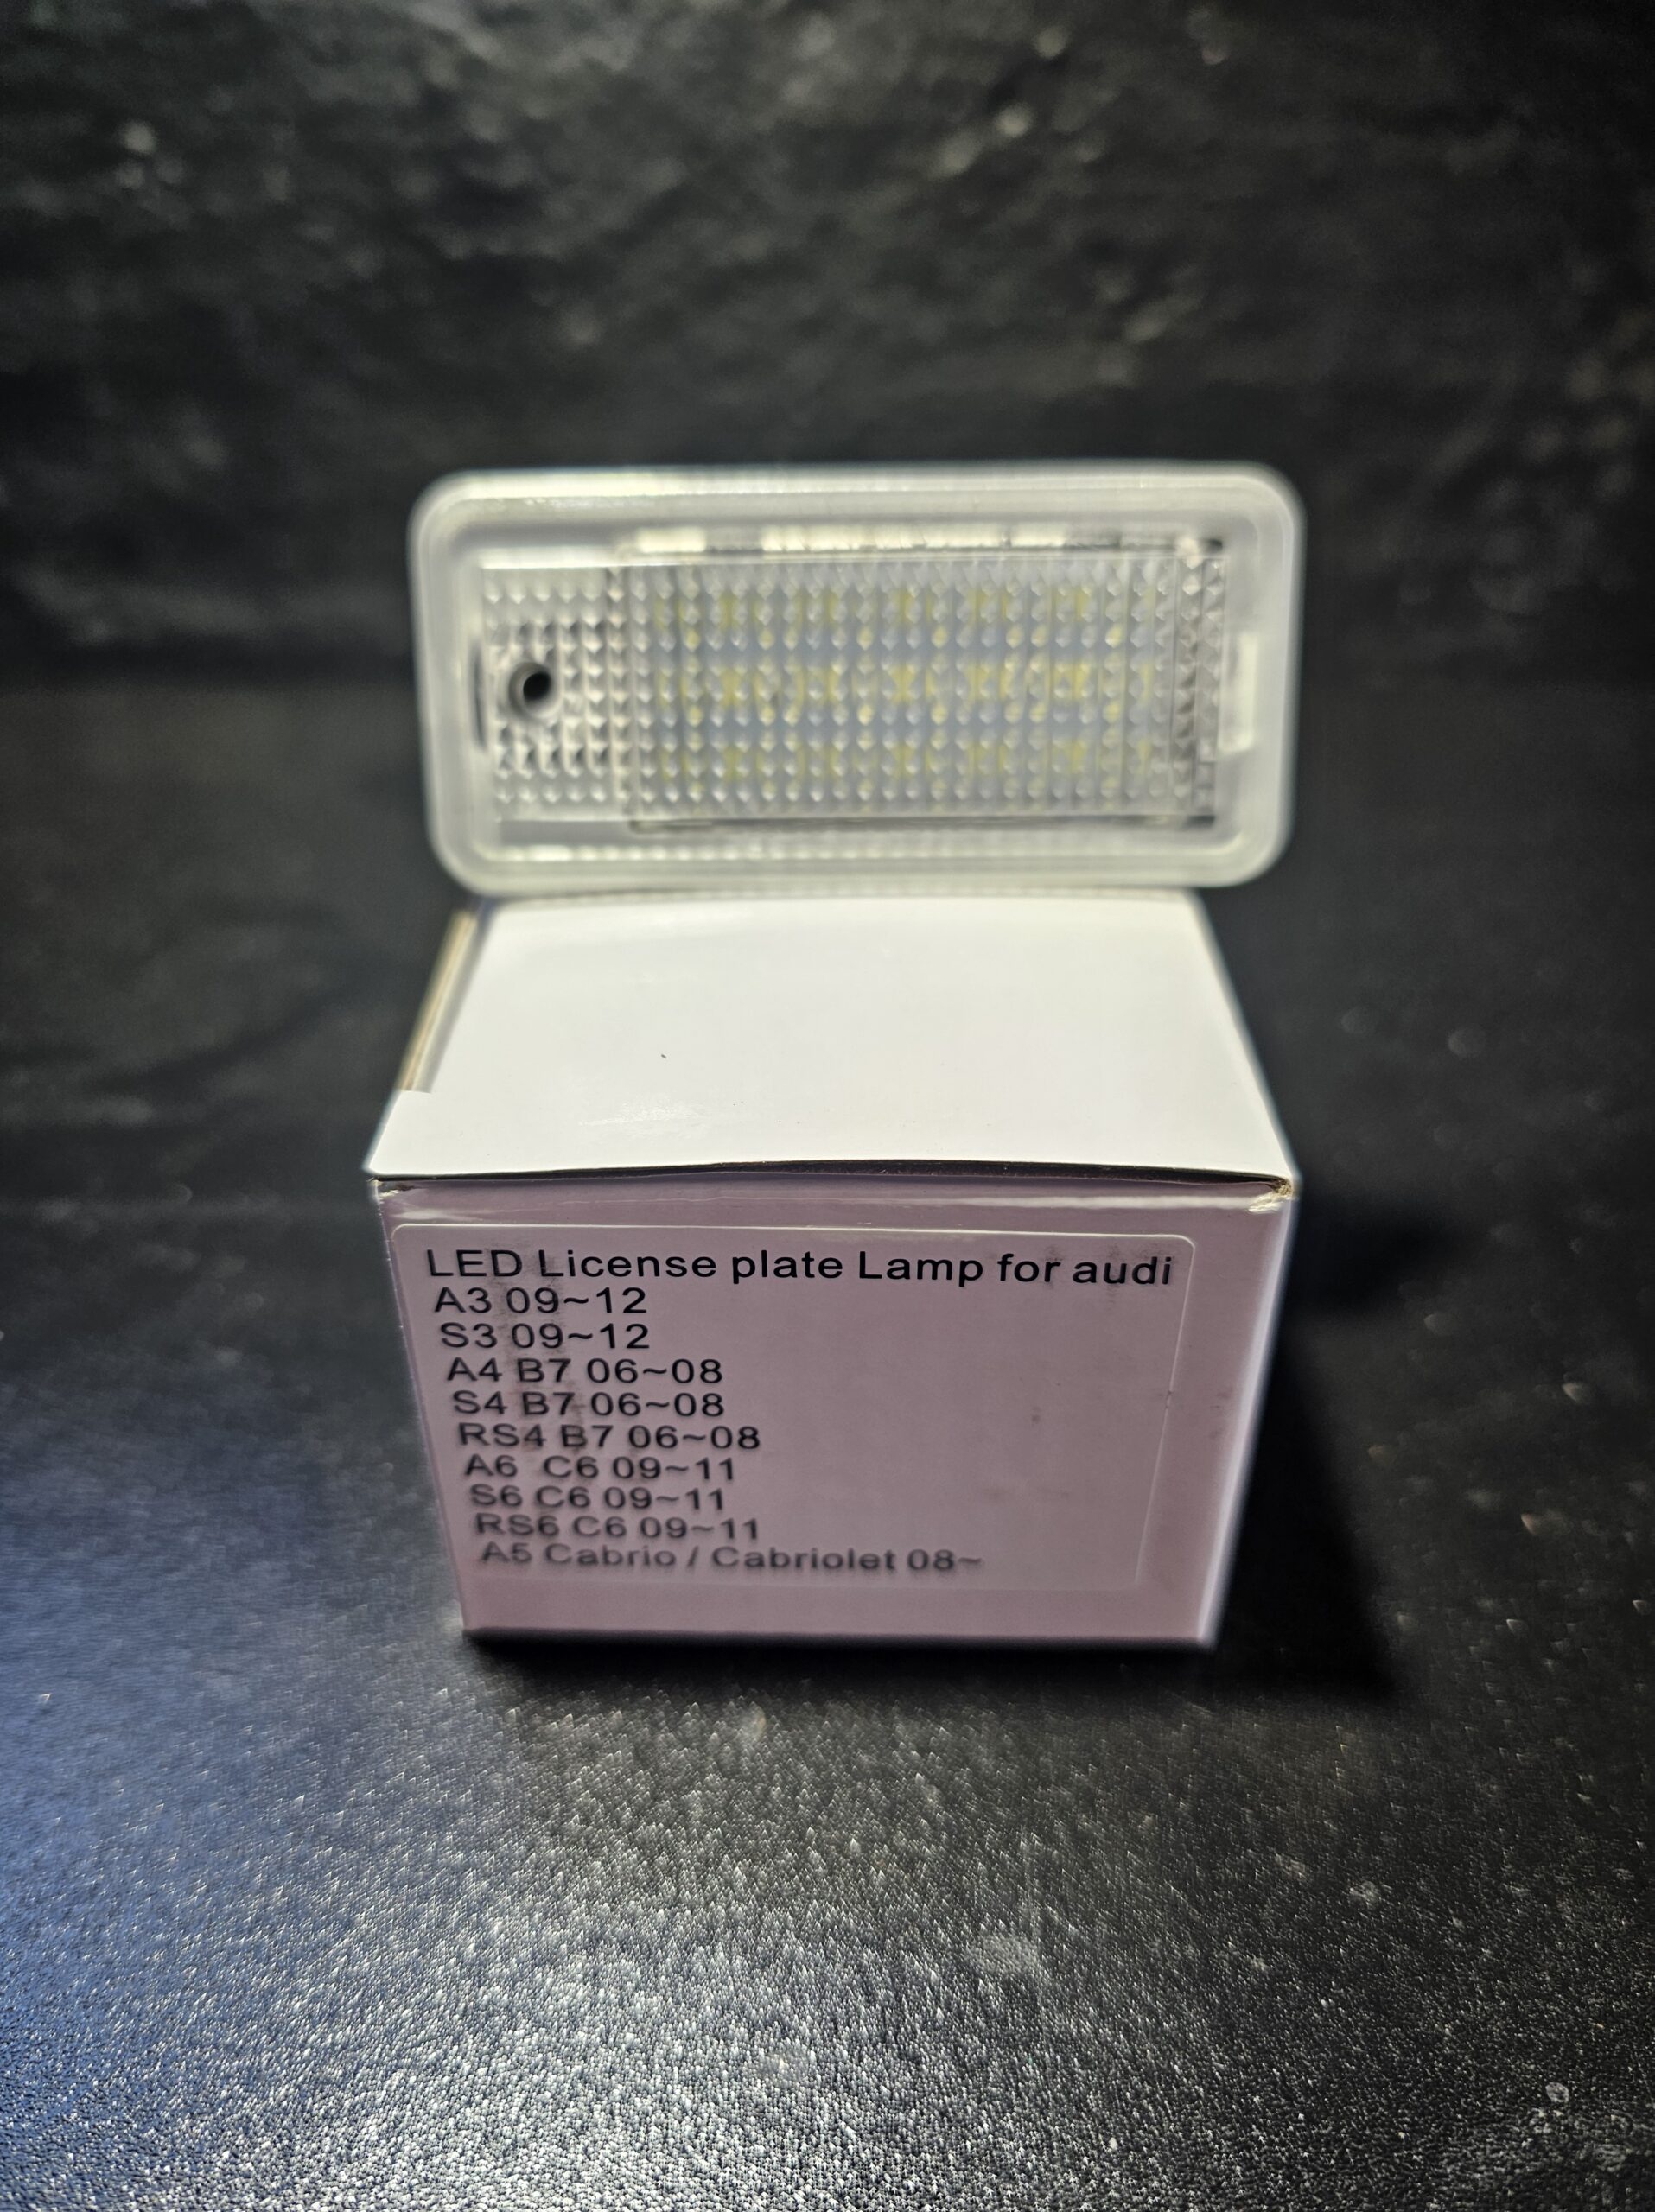 LED License plate Lamp for audi
A3 09~12
S3 09~12
A4 B7 06~08
S4 B7 06~08
RS4 B7 06~08
A6  C6 09~11
S6 C6 09~11
RS6 C6 09~11
A5 Cabrio / Cabriolet 08~